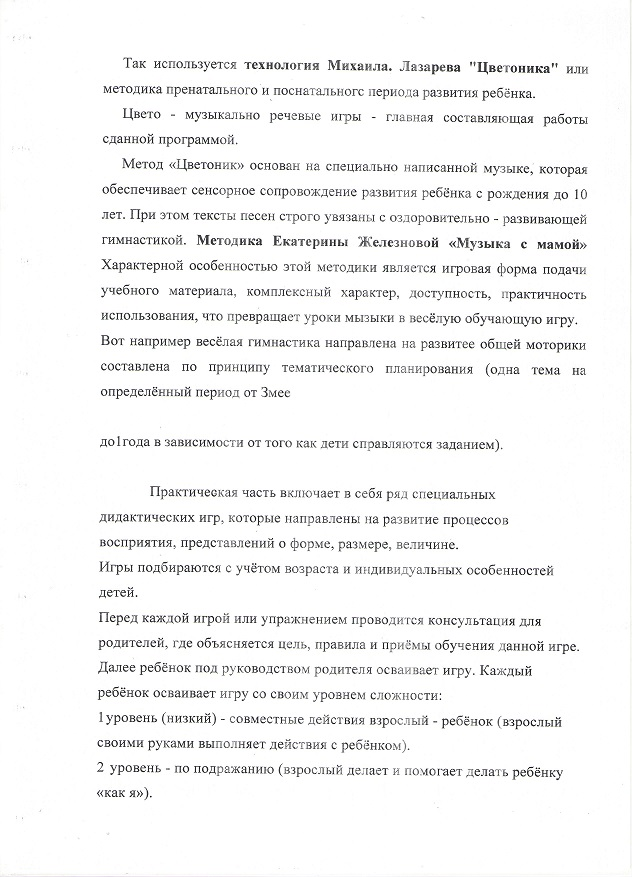 Так используется технология Михаила. Лазарева "Цветоника" или
методика пренатального и поснатального периода развития ребёнка.
Цвето - музыкально речевые игры - главная составляющая работы
сданной программой.
Метод «Цветоник» основан на специально написанной музыке, которая
обеспечивает сенсорное сопровождение развития ребёнка с рождения до 10
лет. При этом тексты песен строго увязаны с оздоровительно - развивающей
гимнастикой. Методика Екатерины Железновой «Музыка с мамой»
Характерной особенностью этой методики является игровая форма подачи
учебного материала, комплексный характер, доступность, практичность
использования, что превращает уроки мызыки в весёлую обучающую игру.
Вот например весёлая гимнастика направлена на развитее общей моторики
составлена по принципу тематического планирования (одна тема на
определённый период от 3мес
до1года в зависимости от того как дети справляются заданием).
Практическая часть включает в себя ряд специальных
дидактических игр, которые направлены на развитие процессов
восприятия, представлений о форме, размере, величине.
Игры подбираются с учётом возраста и индивидуальных особенностей
детей.
Перед каждой игрой или упражнением проводится консультация для
родителей, где объясняется цель, правила и приёмы обучения данной игре.
Далее ребёнок под руководством родителя осваивает игру. Каждый
ребёнок осваивает игру со своим уровнем сложности:
1уровень (низкий) - совместные действия взрослый - ребёнок (взрослый
своими руками выполняет действия с ребёнком).
2 уровень - по подражанию (взрослый делает и помогает делать ребёнку
«как я»).